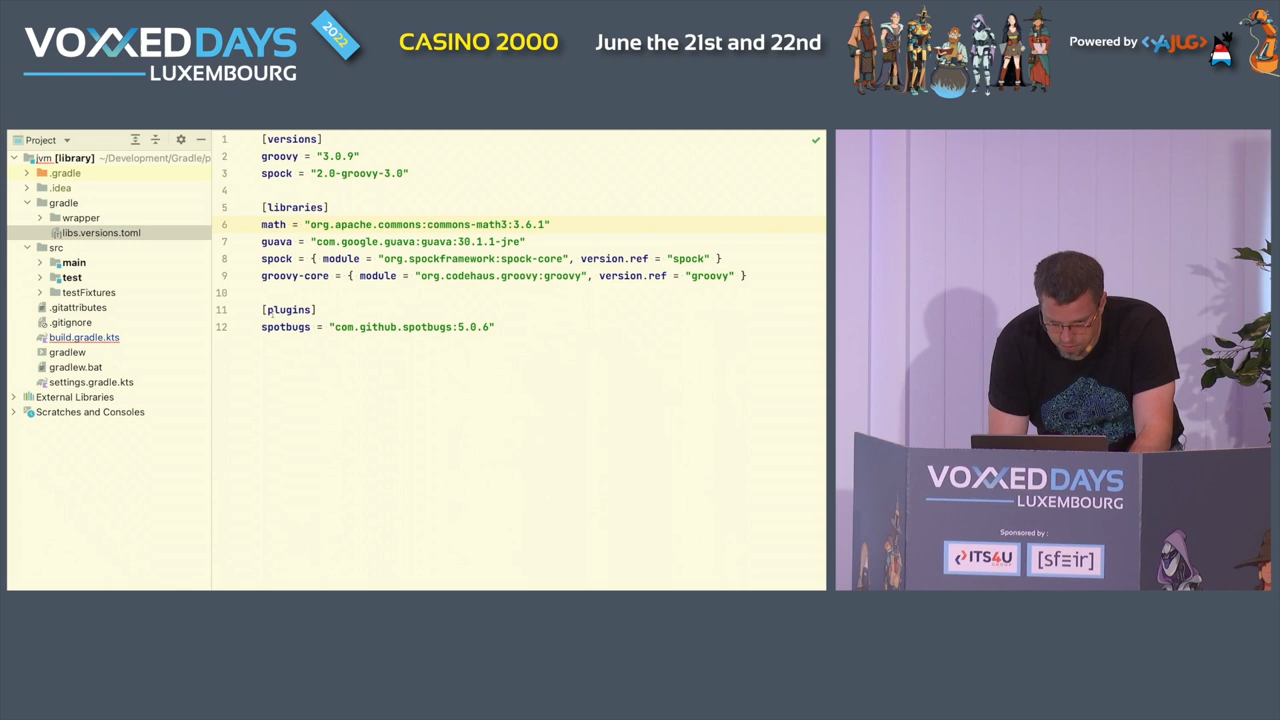 VOXXED DAYS
LUXEMBOURG
2022
CASINO 2000
June the 21st and 22nd
Powered by <YAJUG>
Project
jvm [library] ~/Development/Gradle/p
.gradle
.idea
gradle
wrapper
libs.versions.toml
src
main
test
testFixtures
.gitattributes
.gitignore
build.gradle.kts
gradlew
gradlew.bat
settings.gradle.kts
External Libraries
Scratches and Consoles
1 [versions]
2 groovy = "3.0.9"
3 spock = "2.0-groovy-3.0"
4
5 [libraries]
6 math = "org.apache.commons:commons-math3:3.6.1"
7 guava = "com.google.guava:guava:30.1.1-jre"
8 spock = { module = "org.spockframework:spock-core", version.ref = "spock" }
9 groovy-core = { module = "org.codehaus.groovy:groovy", version.ref = "groovy" }
10
11 [plugins]
12 spotbugs = "com.github.spotbugs:5.0.6"
VOXXED DAYS
LUXEMBOURG
Sponsored by :
ITS4U
[sfeir]